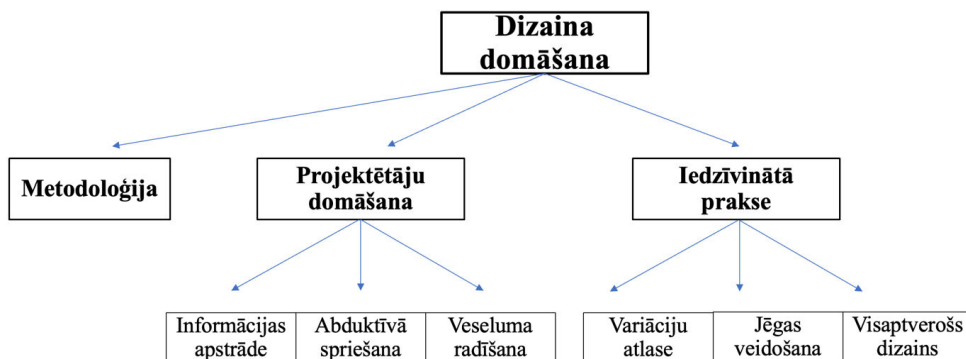 Dizaina
domāšana
Metodoloģija
Projektētāju
domāšana
Iedzīvinātā
prakse
Informācijas
apstrāde
Abduktīvā
spriešana
Veseluma
radīšana
Variāciju
atlase
Jēgas
veidošana
Visaptverošs
dizains